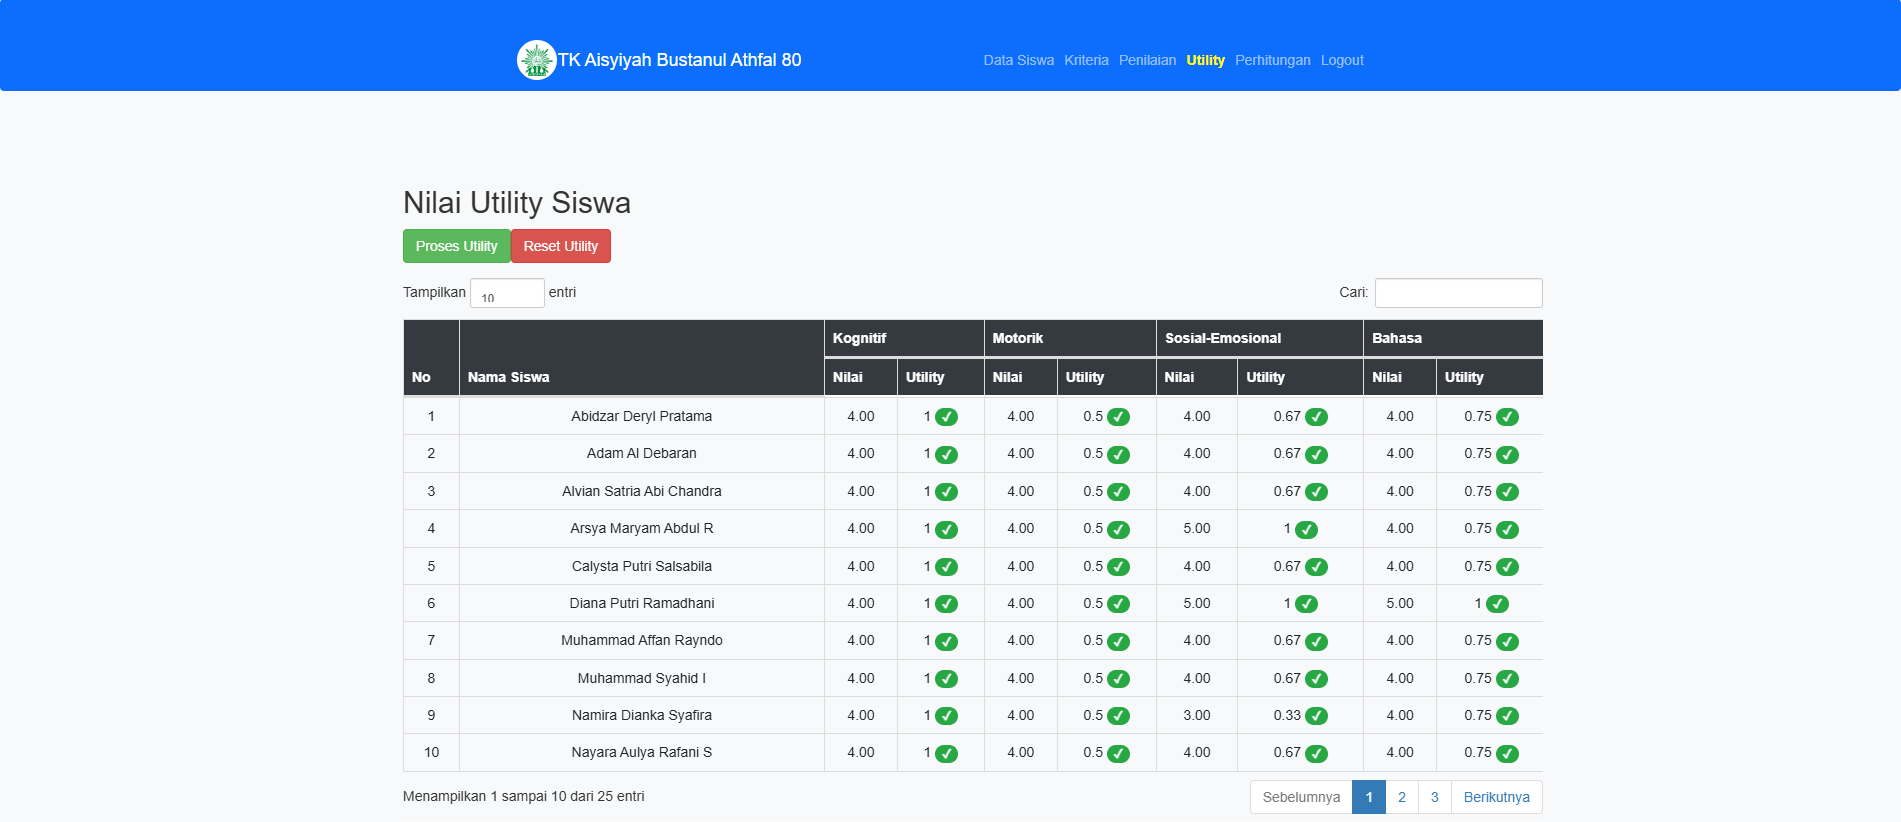 TK Aisyiyah Bustanul Athfal 80
Data Siswa Kriteria Penilaian Utility Perhitungan Logout
Nilai Utility Siswa
Proses Utility Reset Utility
Tampilkan 10 entri Cari:
Kognitif Motorik Sosial-Emosional Bahasa
No Nama Siswa Nilai Utility Nilai Utility Nilai Utility Nilai Utility
1 Abidzar Deryl Pratama 4.00 1 ✓ 4.00 0.5 ✓ 4.00 0.67 ✓ 4.00 0.75 ✓
2 Adam Al Debaran 4.00 1 ✓ 4.00 0.5 ✓ 4.00 0.67 ✓ 4.00 0.75 ✓
3 Alvian Satria Abi Chandra 4.00 1 ✓ 4.00 0.5 ✓ 4.00 0.67 ✓ 4.00 0.75 ✓
4 Arsya Maryam Abdul R 4.00 1 ✓ 4.00 0.5 ✓ 5.00 1 ✓ 4.00 0.75 ✓
5 Calysta Putri Salsabila 4.00 1 ✓ 4.00 0.5 ✓ 4.00 0.67 ✓ 4.00 0.75 ✓
6 Diana Putri Ramadhani 4.00 1 ✓ 4.00 0.5 ✓ 5.00 1 ✓ 5.00 1 ✓
7 Muhammad Affan Rayndo 4.00 1 ✓ 4.00 0.5 ✓ 4.00 0.67 ✓ 4.00 0.75 ✓
8 Muhammad Syahid I 4.00 1 ✓ 4.00 0.5 ✓ 4.00 0.67 ✓ 4.00 0.75 ✓
9 Namira Dianka Syafira 4.00 1 ✓ 4.00 0.5 ✓ 3.00 0.33 ✓ 4.00 0.75 ✓
10 Nayara Aulya Rafani S 4.00 1 ✓ 4.00 0.5 ✓ 4.00 0.67 ✓ 4.00 0.75 ✓
Menampilkan 1 sampai 10 dari 25 entri Sebelumnya 1 2 3 Berikutnya